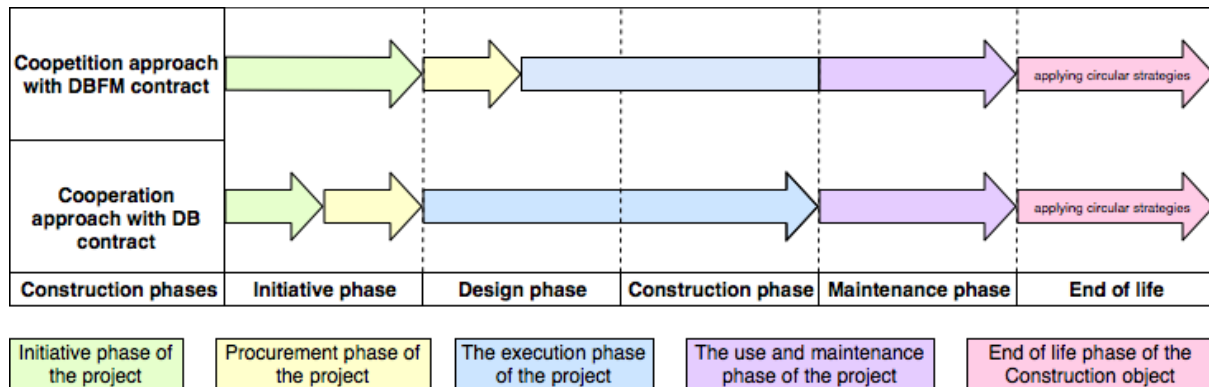 Coopetition approach
with DBFM contract
applying circular strategies
Cooperation
approach with DB
contract
applying circular strategies
Construction phases
Initiative phase
Design phase
Construction phase
Maintenance phase
End of life
Initiative phase of
the project
Procurement phase of
the project
The execution phase
of the project
The use and maintenance
phase of the project
End of life phase of the
Construction object